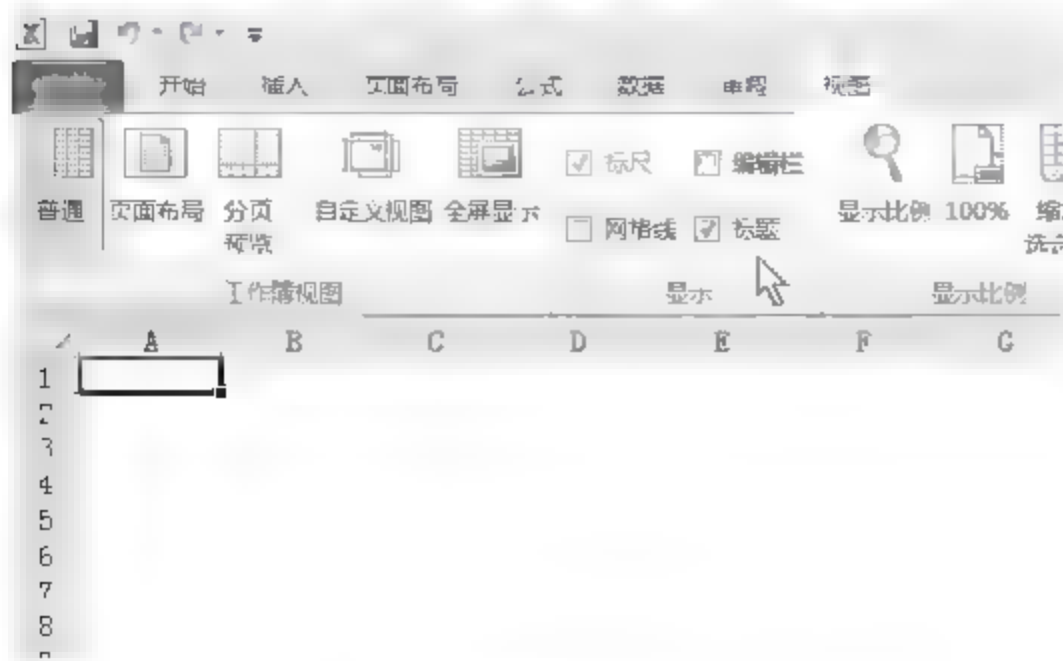 开始 插入 页面布局 公式 数据 审阅 视图
标尺 编辑栏
普通 页面布局 分页 自定义视图 全屏显示 显示比例 100% 缩
网格线 标题
预览 选
工作簿视图 显示 显示比例
A B C D E F G
1
2
3
4
5
6
7
8